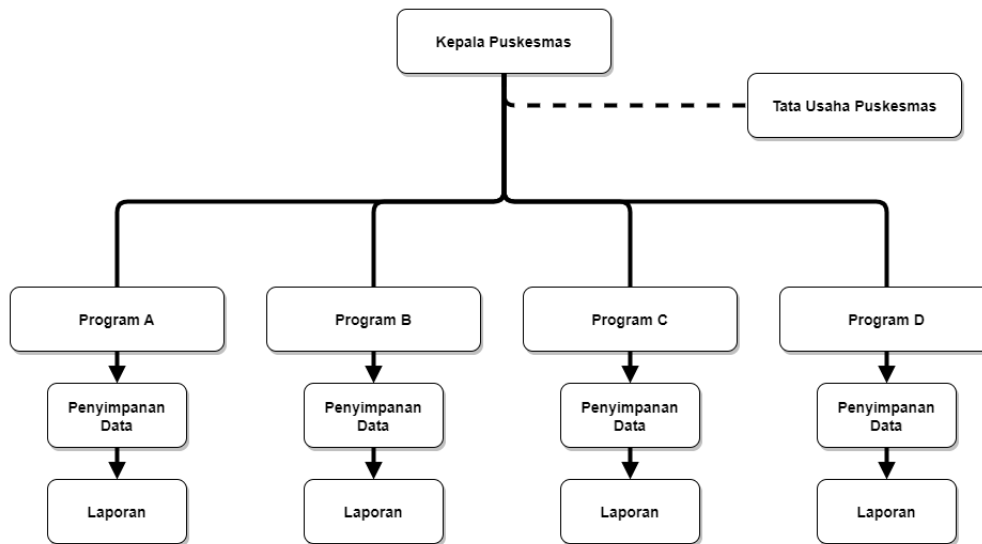 Kepala Puskesmas
Tata Usaha Puskesmas
Program A
Program B
Program C
Program D
Penyimpanan
Data
Penyimpanan
Data
Penyimpanan
Data
Penyimpanan
Data
Laporan
Laporan
Laporan
Laporan